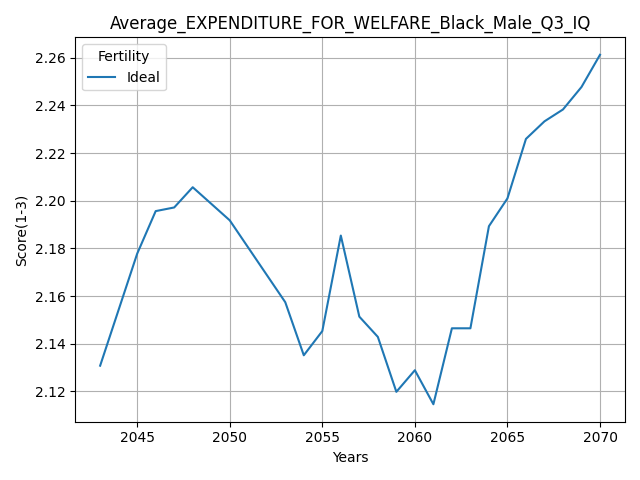 Average_EXPENDITURE_FOR_WELFARE_Black_Male_Q3_IQ
Fertility
Ideal
Score(1-3)
2.26
2.24
2.22
2.20
2.18
2.16
2.14
2.12
2045 2050 2055 2060 2065 2070
Years